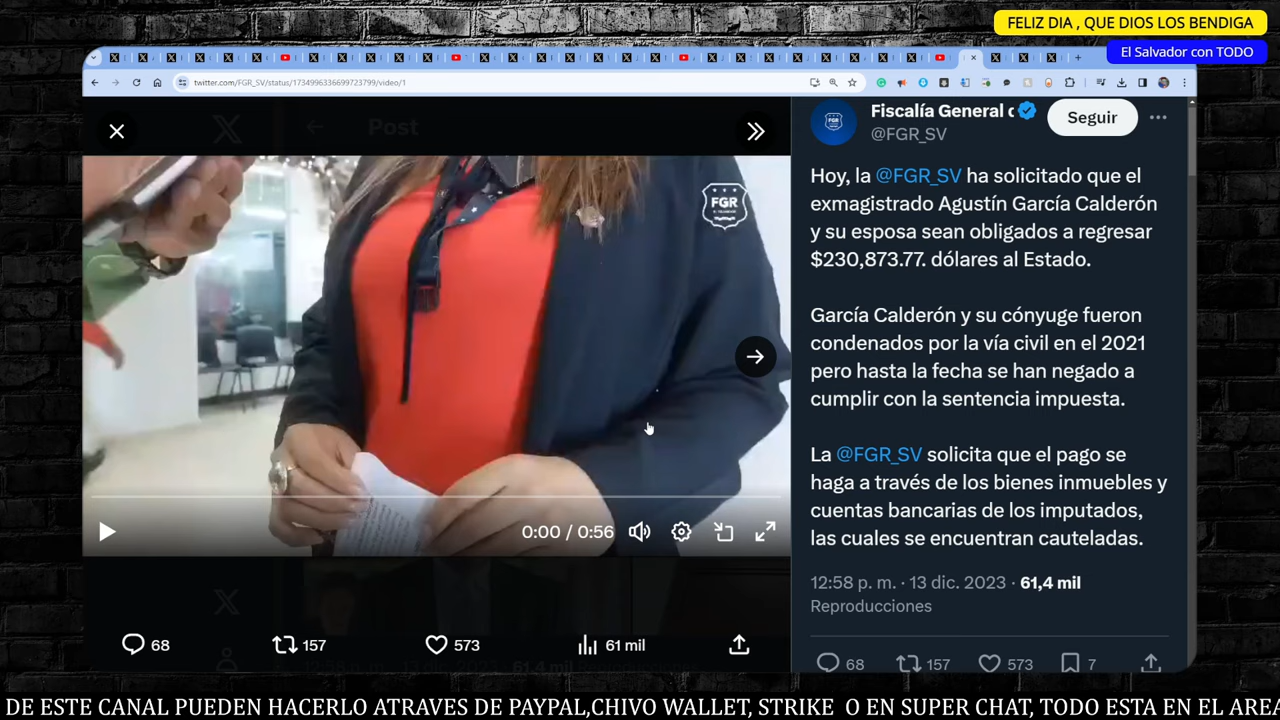 FELIZ DIA , QUE DIOS LOS BENDIGA
El Salvador con TODO
twitter.com/FGR_SV/status/1734996336699723799/video/1
Post
FGR
Fiscalía General d
@FGR_SV
Seguir
Hoy, la @FGR_SV ha solicitado que el
exmagistrado Agustín García Calderón
y su esposa sean obligados a regresar
$230,873.77. dólares al Estado.
García Calderón y su cónyuge fueron
condenados por la vía civil en el 2021
pero hasta la fecha se han negado a
cumplir con la sentencia impuesta.
La @FGR_SV solicita que el pago se
haga a través de los bienes inmuebles y
cuentas bancarias de los imputados,
las cuales se encuentran cauteladas.
12:58 p. m. · 13 dic. 2023 · 61,4 mil
Reproducciones
0:00 / 0:56
68 157 573 61 mil
68 157 573 7
DE ESTE CANAL PUEDEN HACERLO ATRAVES DE PAYPAL,CHIVO WALLET, STRIKE O EN SUPER CHAT, TODO ESTA EN EL AREA